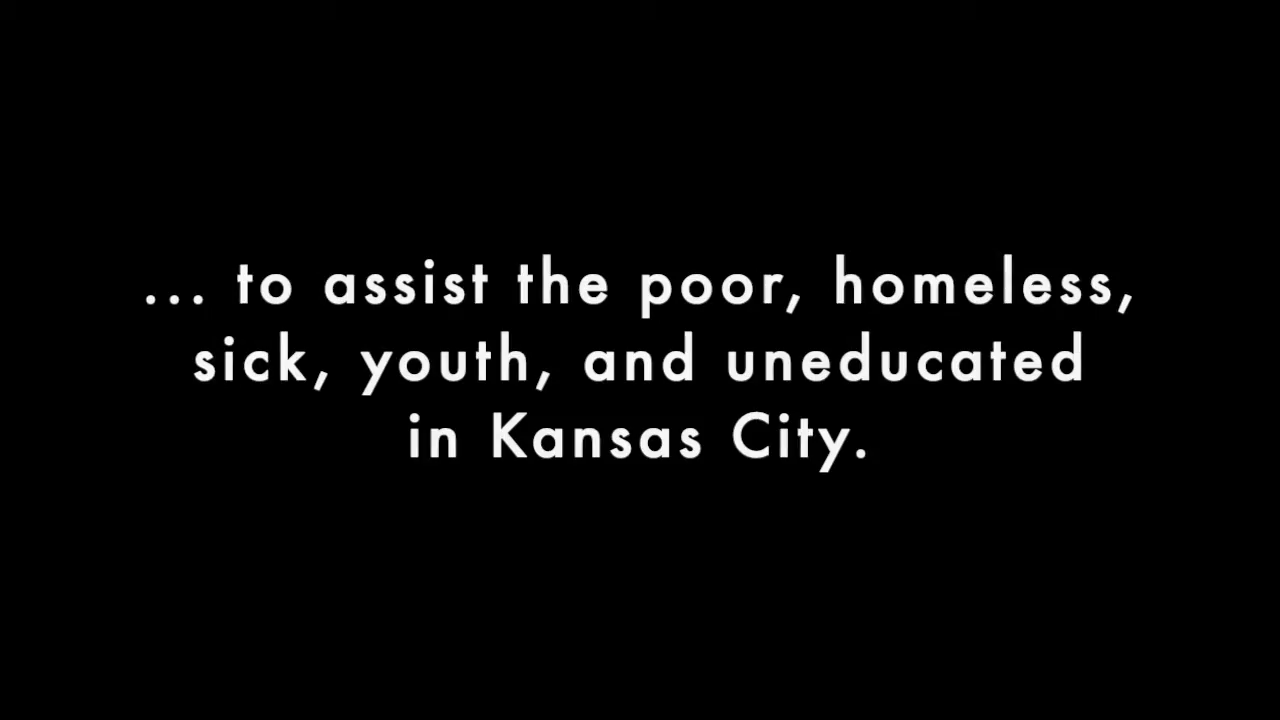 ... to assist the poor, homeless,
sick, youth, and uneducated
in Kansas City.